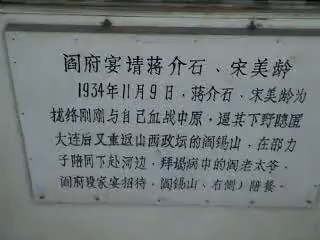 阎府宴请蒋介石、宋美龄
1934年11月9日，蒋介石、宋美龄为
拢络刚刚与自己血战中原，逼其下野隐匿
大连后又重返山西政坛的阎锡山，在邵力
子陪同下赴河边，拜谒病中的阎老太爷。
阎府设家宴招待，阎锡山、（右侧）陪餐。